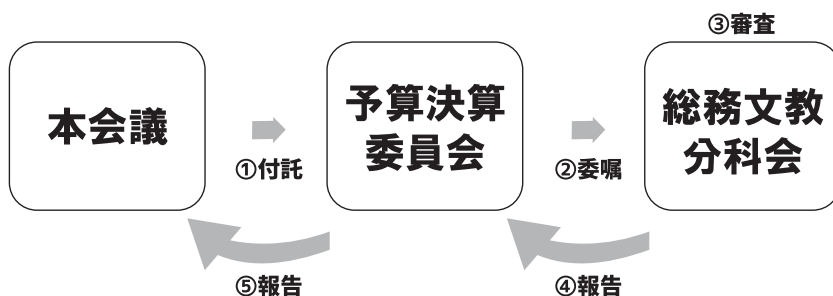 ③審査
本会議
①付託
予算決算
委員会
②委嘱
総務文教
分科会
⑤報告
④報告